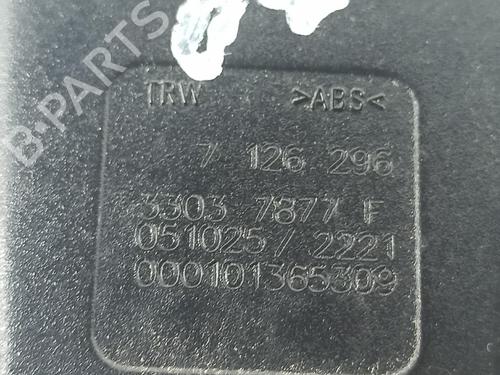 B-PARTS
TRW >ABS<
7 126 296
3303 7877 F
051025/2221
000101365309